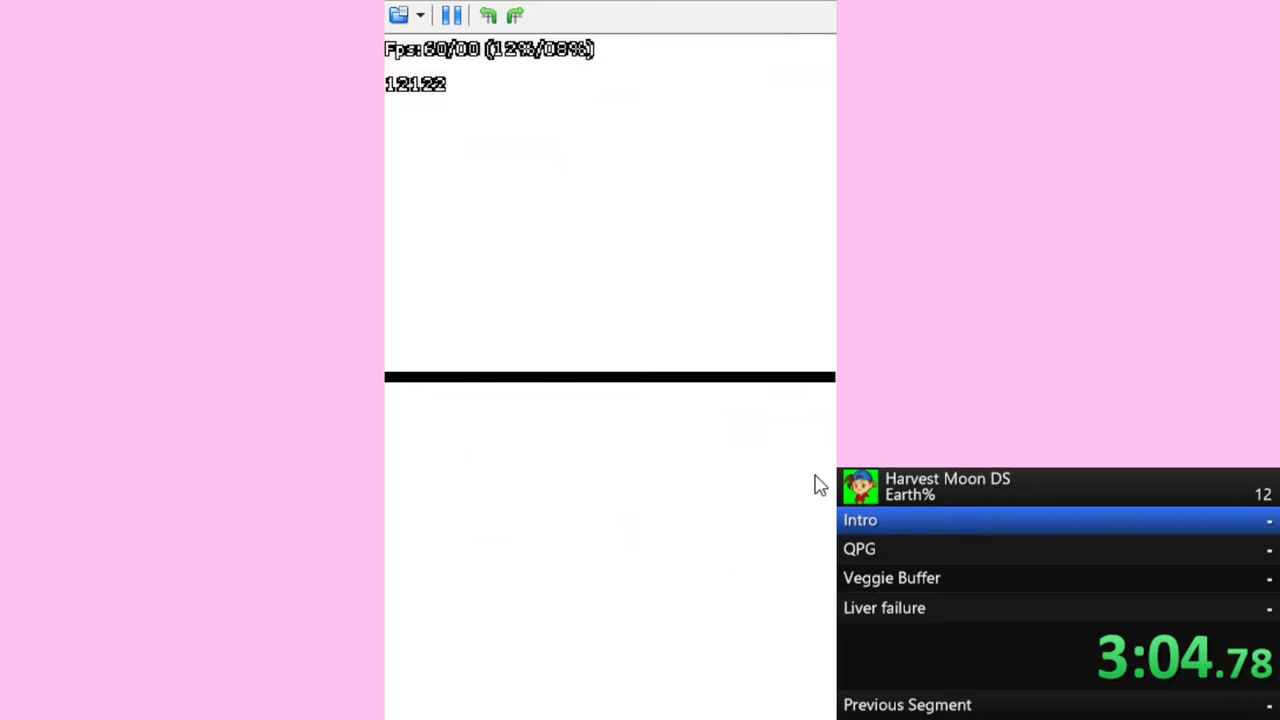 Fps:60/00 (12%/08%)
12122
Harvest Moon DS
Earth% 12
Intro -
QPG -
Veggie Buffer -
Liver failure -
3:04.78
Previous Segment -